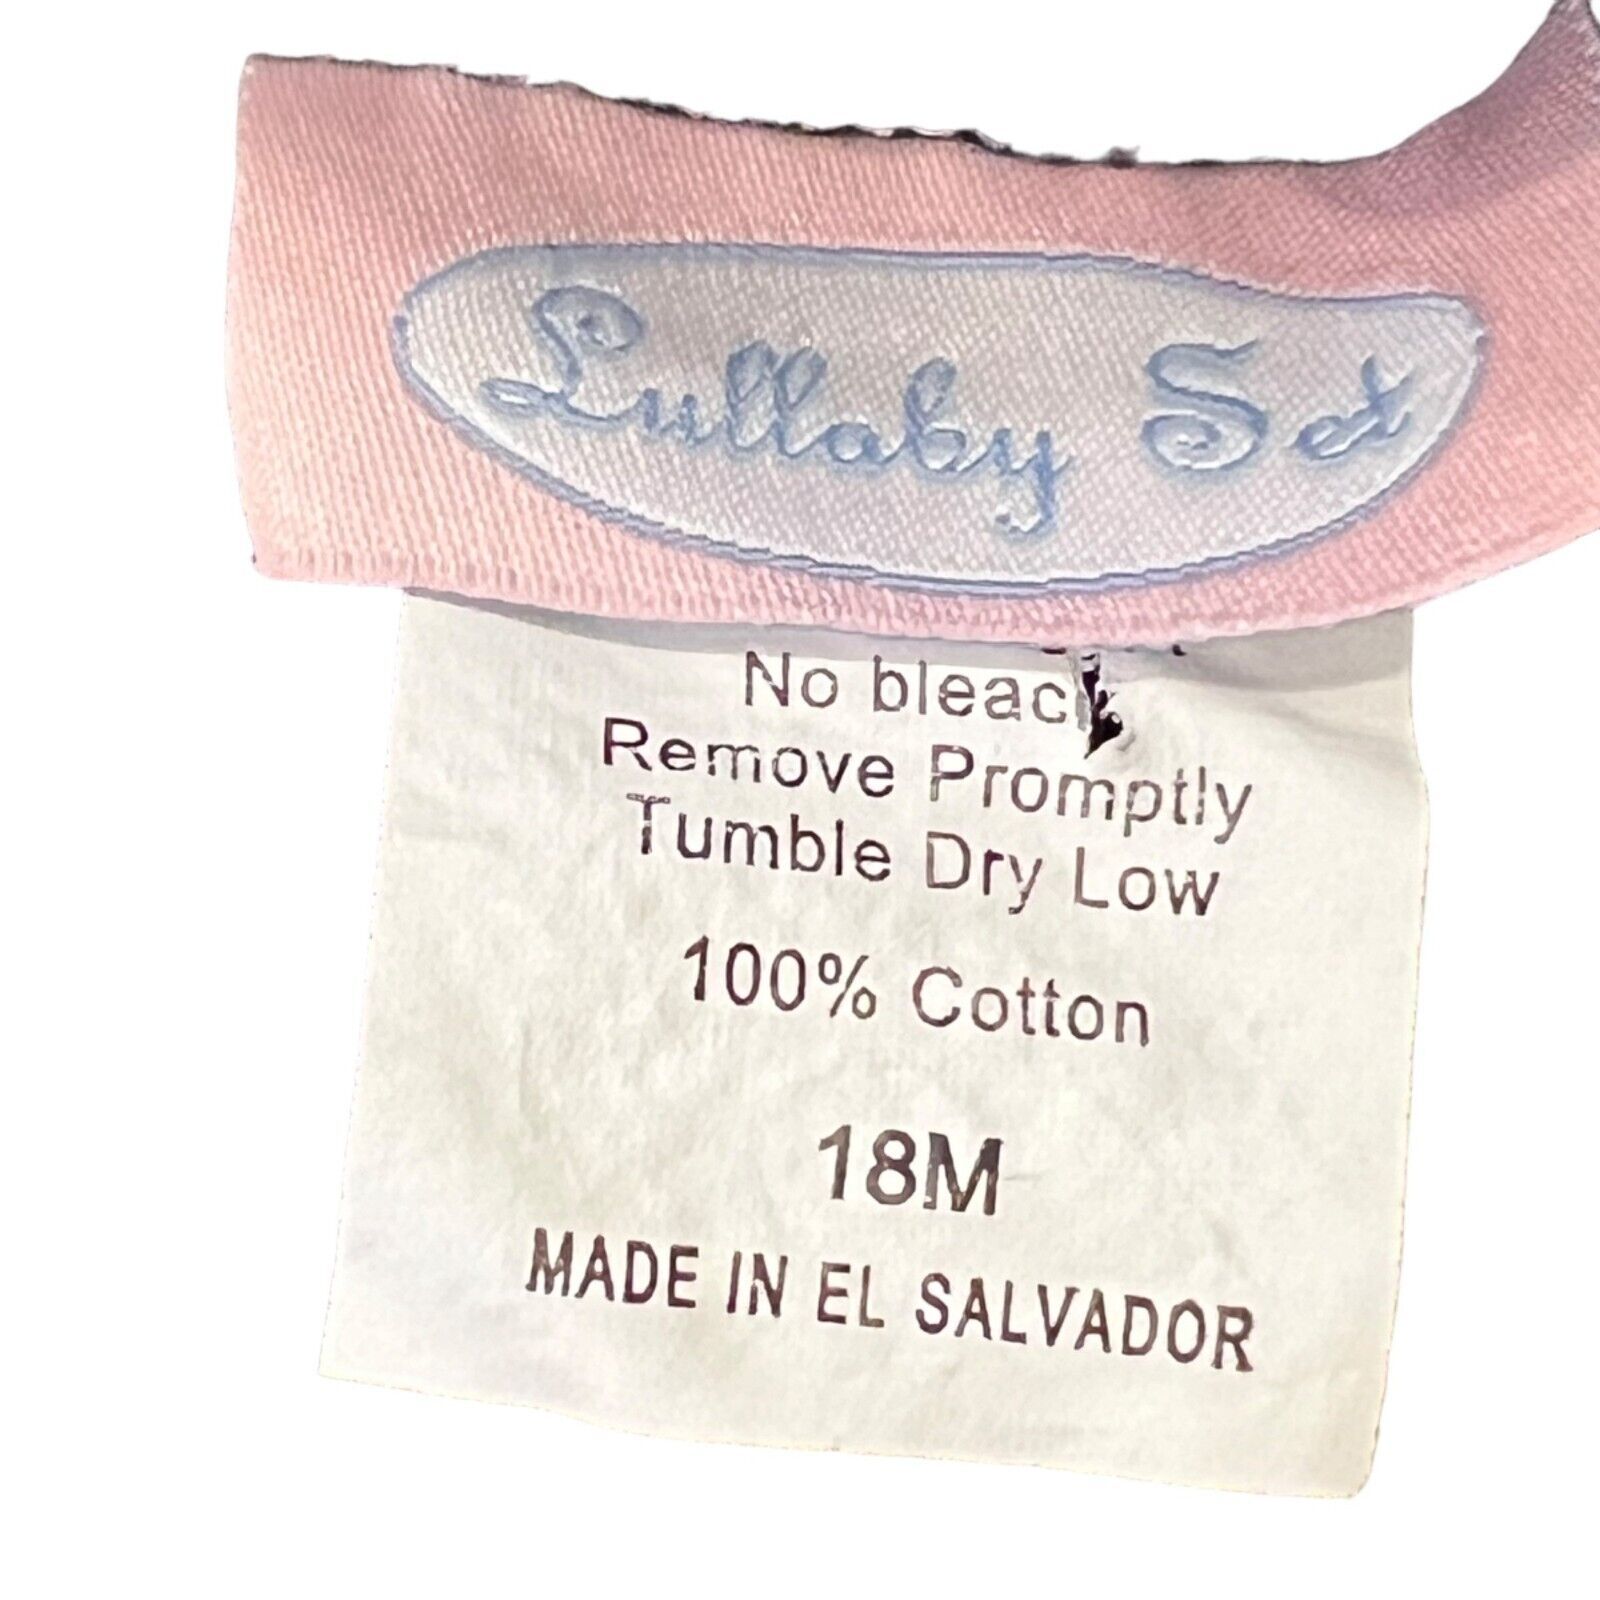 Lullaby Set
No bleach
Remove Promptly
Tumble Dry Low
100% Cotton
18M
MADE IN EL SALVADOR